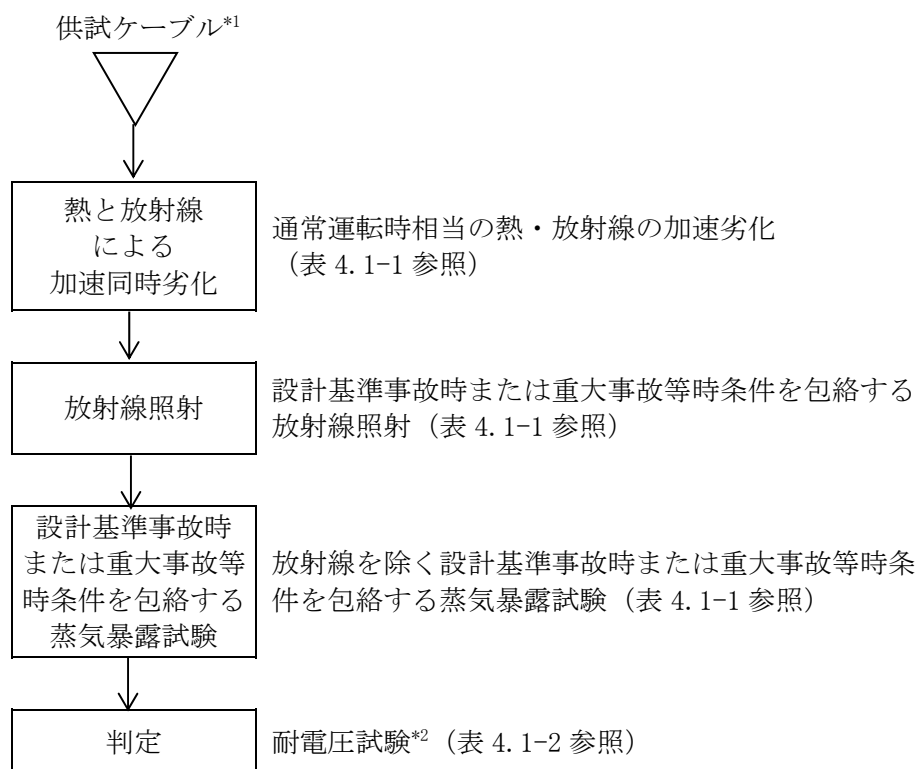 供試ケーブル*1
熱と放射線
による
加速同時劣化
通常運転時相当の熱・放射線の加速劣化
（表 4.1-1 参照）
放射線照射
設計基準事故時または重大事故等時条件を包絡する
放射線照射（表 4.1-1 参照）
設計基準事故時
または重大事故等
時条件を包絡する
蒸気暴露試験
放射線を除く設計基準事故時または重大事故等時条
件を包絡する蒸気暴露試験（表 4.1-1 参照）
判定
耐電圧試験*2（表 4.1-2 参照）